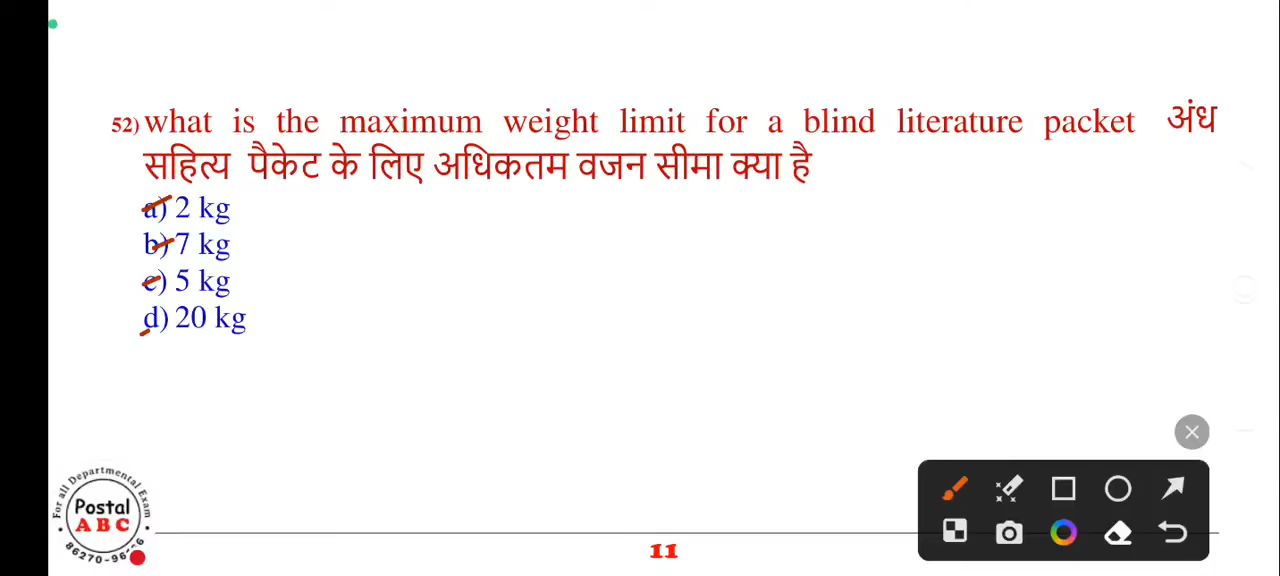 52) what is the maximum weight limit for a blind literature packet अंध
सहित्य पैकेट के लिए अधिकतम वजन सीमा क्या है
a) 2 kg
b) 7 kg
c) 5 kg
d) 20 kg
For all Departmental Exam
Postal
A B C
11